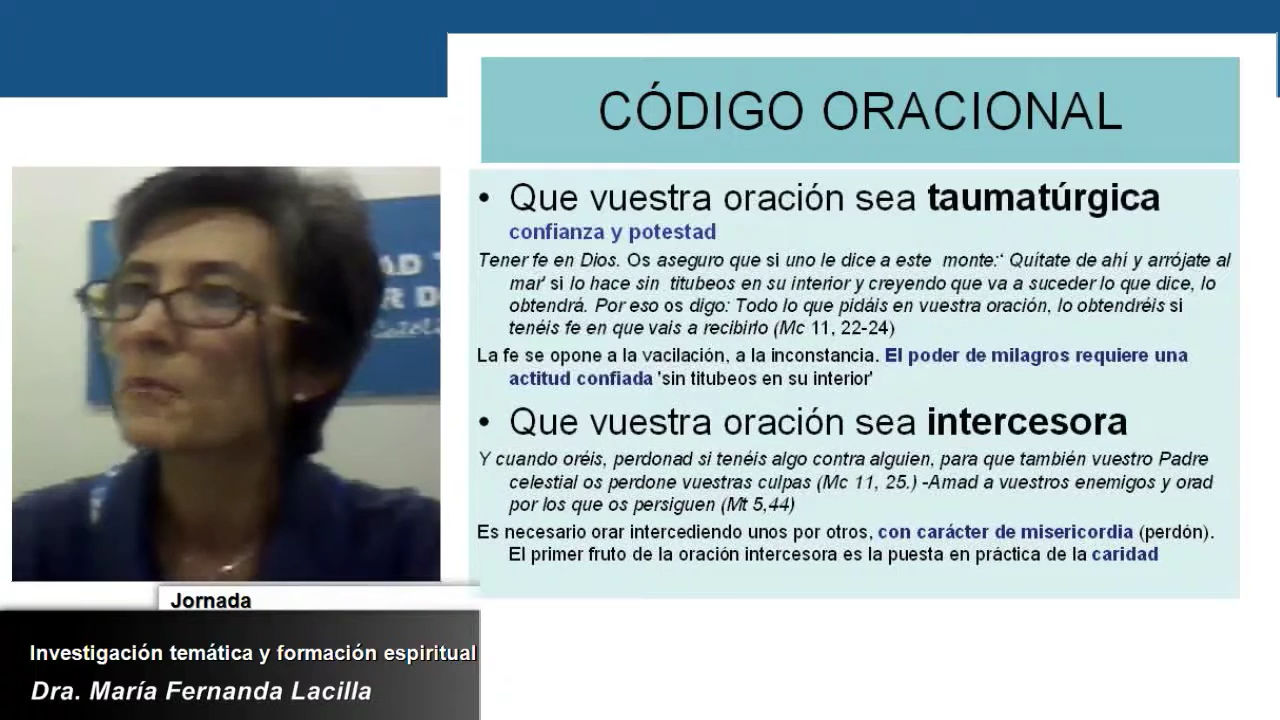 CÓDIGO ORACIONAL
• Que vuestra oración sea taumatúrgica
confianza y potestad
Tener fe en Dios. Os aseguro que si uno le dice a este monte:' Quítate de ahí y arrójate al
mar' si lo hace sin titubeos en su interior y creyendo que va a suceder lo que dice, lo
obtendrá. Por eso os digo: Todo lo que pidáis en vuestra oración, lo obtendréis si
tenéis fe en que vais a recibirlo (Mc 11, 22-24)
La fe se opone a la vacilación, a la inconstancia. El poder de milagros requiere una
actitud confiada 'sin titubeos en su interior'
• Que vuestra oración sea intercesora
Y cuando oréis, perdonad si tenéis algo contra alguien, para que también vuestro Padre
celestial os perdone vuestras culpas (Mc 11, 25.) -Amad a vuestros enemigos y orad
por los que os persiguen (Mt 5,44)
Es necesario orar intercediendo unos por otros, con carácter de misericordia (perdón).
El primer fruto de la oración intercesora es la puesta en práctica de la caridad
Jornada
Investigación temática y formación espiritual
Dra. María Fernanda Lacilla